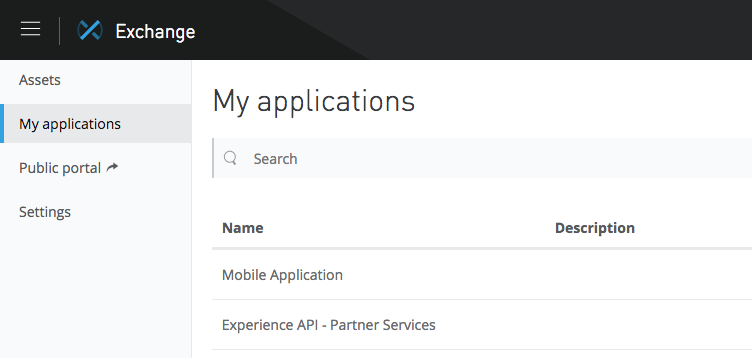 Exchange
Assets
My applications
Public portal
Settings
My applications
Search
Name Description
Mobile Application
Experience API - Partner Services